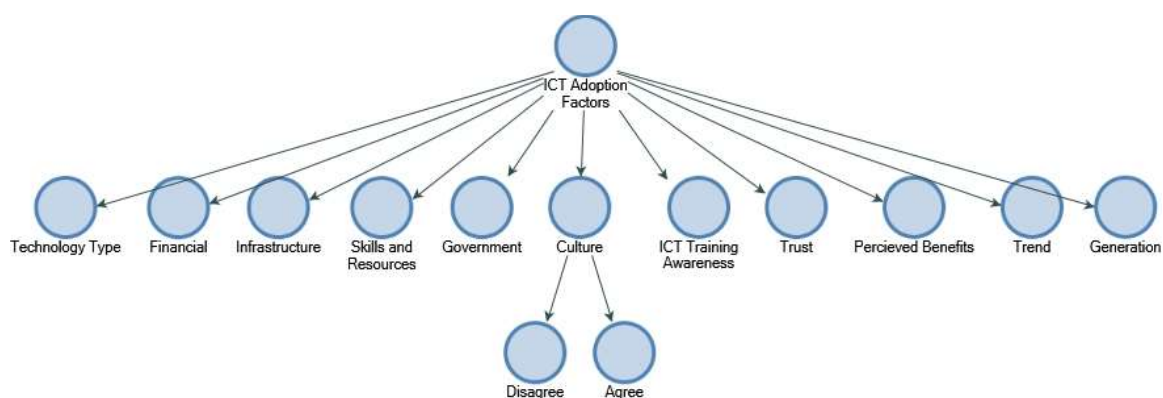 ICT Adoption
Factors
Technology Type
Financial
Infrastructure
Skills and
Resources
Government
Culture
ICT Training
Awareness
Trust
Percieved Benefits
Trend
Generation
Disagree
Agree